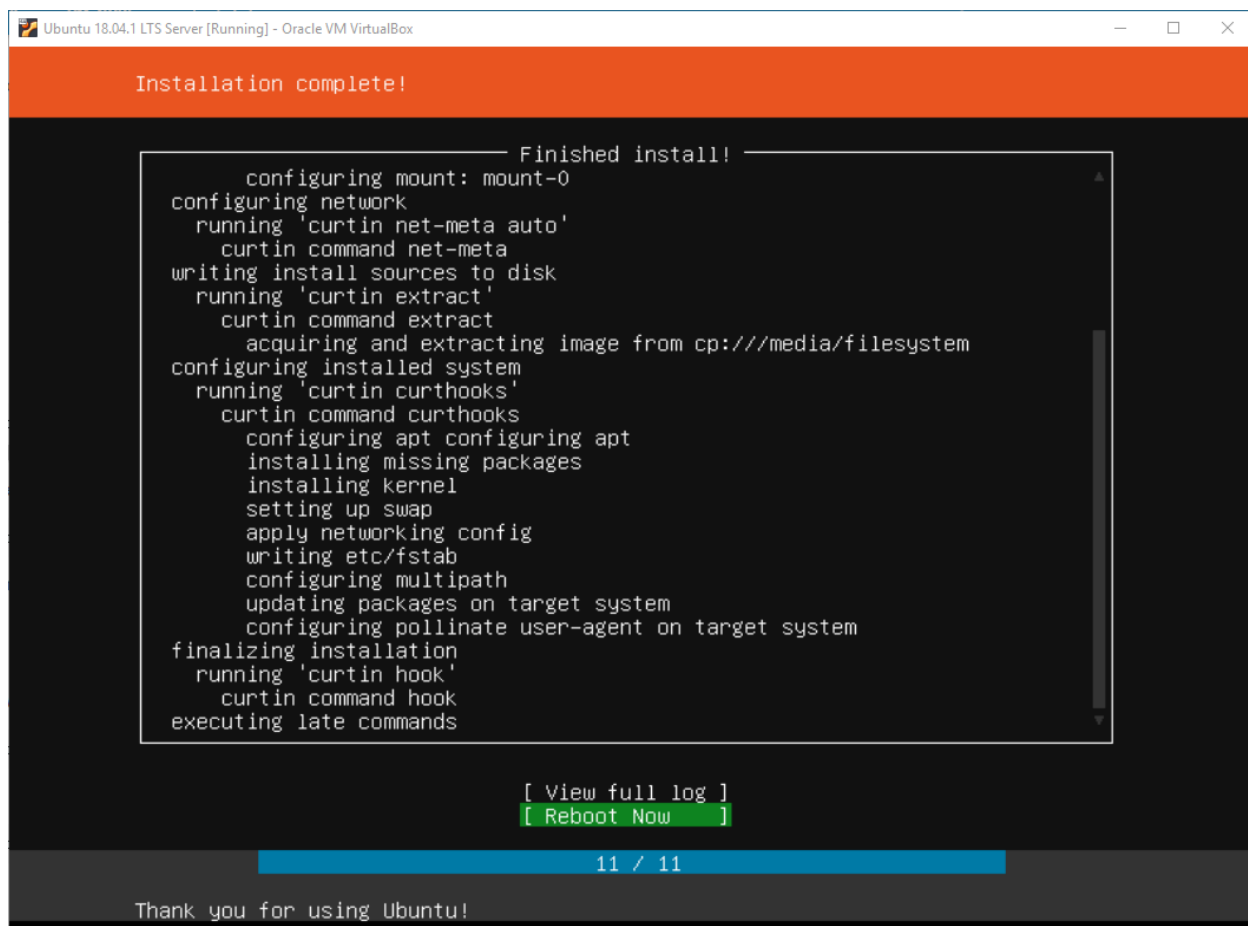 Ubuntu 18.04.1 LTS Server [Running] - Oracle VM VirtualBox
Installation complete!
Finished install!
configuring mount: mount-0
configuring network
running 'curtin net-meta auto'
curtin command net-meta
writing install sources to disk
running 'curtin extract'
curtin command extract
acquiring and extracting image from cp:///media/filesystem
configuring installed system
running 'curtin curthooks'
curtin command curthooks
configuring apt configuring apt
installing missing packages
installing kernel
setting up swap
apply networking config
writing etc/fstab
configuring multipath
updating packages on target system
configuring pollinate user-agent on target system
finalizing installation
running 'curtin hook'
curtin command hook
executing late commands
[ View full log ]
[ Reboot Now ]
11 / 11
Thank you for using Ubuntu!